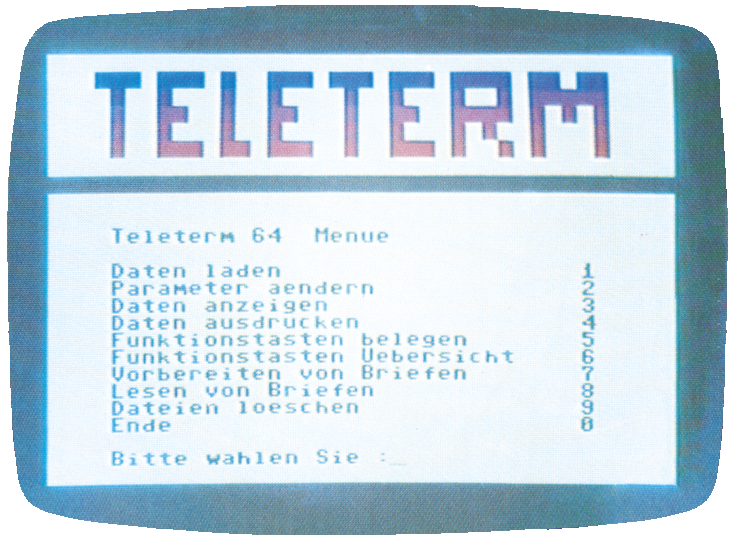 TELETERM
Teleterm 64 Menue
Daten laden 1
Parameter aendern 2
Daten anzeigen 3
Daten ausdrucken 4
Funktionstasten belegen 5
Funktionstasten Uebersicht 6
Vorbereiten von Briefen 7
Lesen von Briefen 8
Dateien loeschen 9
Ende 0
Bitte wahlen Sie :_